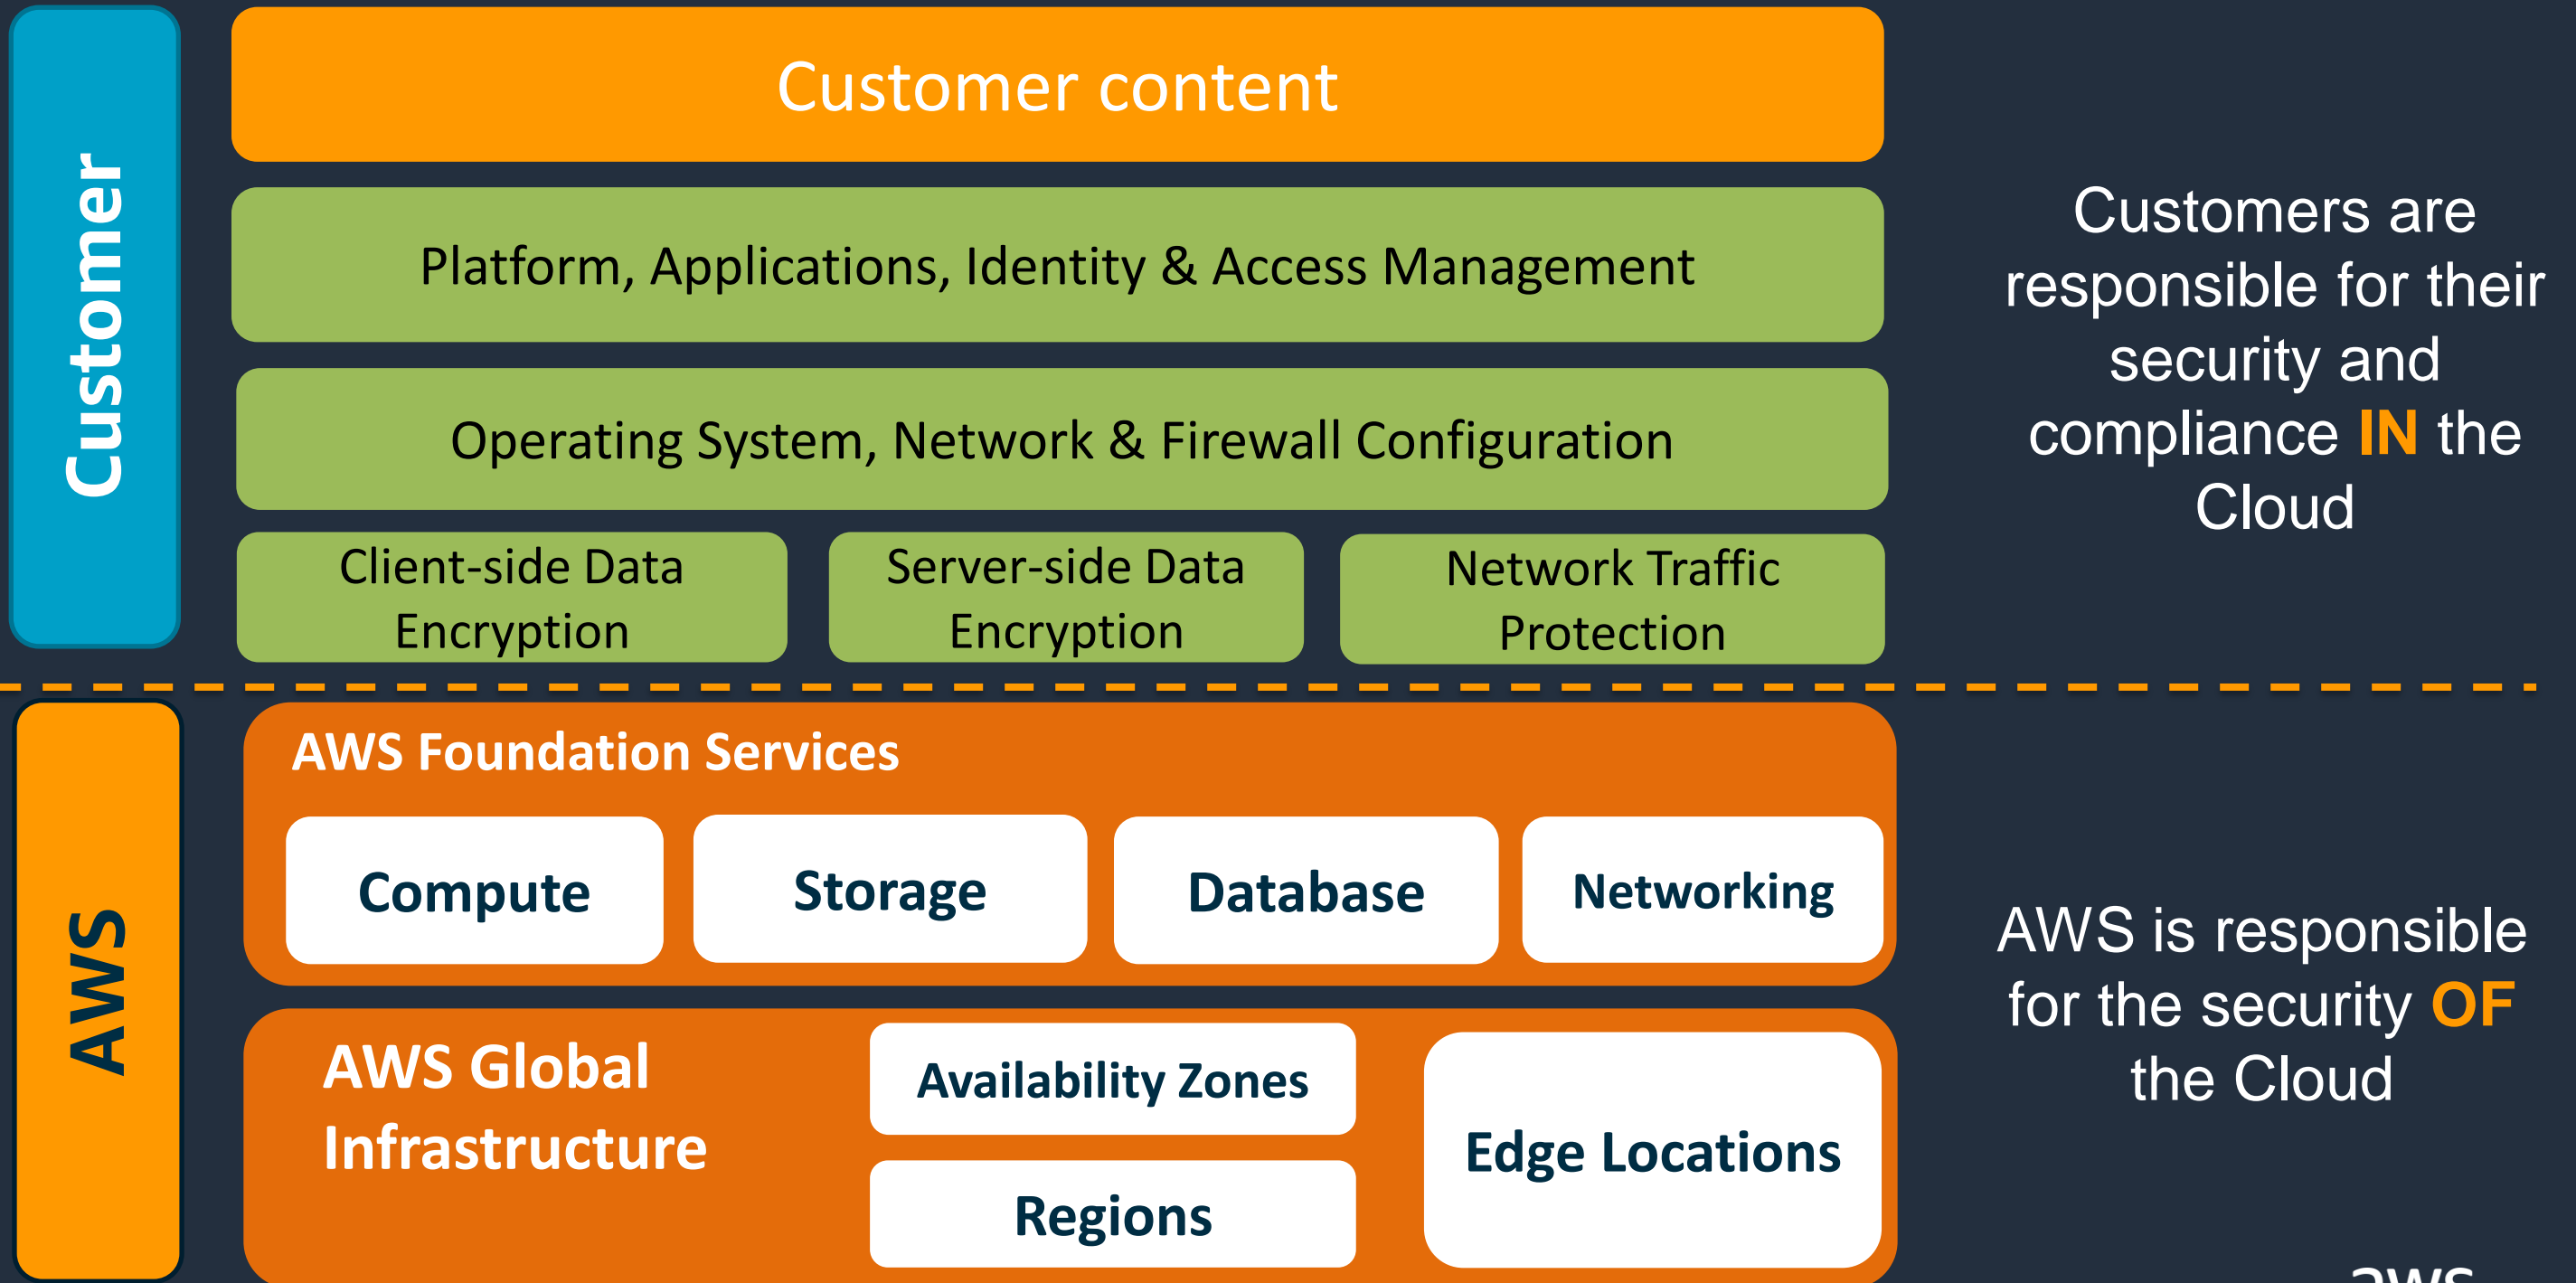 Customer
Customer content
Platform, Applications, Identity & Access Management
Operating System, Network & Firewall Configuration
Client-side Data
Encryption
Server-side Data
Encryption
Network Traffic
Protection
Customers are
responsible for their
security and
compliance IN the
Cloud
AWS
AWS Foundation Services
Compute
Storage
Database
Networking
AWS Global
Infrastructure
Availability Zones
Regions
Edge Locations
AWS is responsible
for the security OF
the Cloud
aws